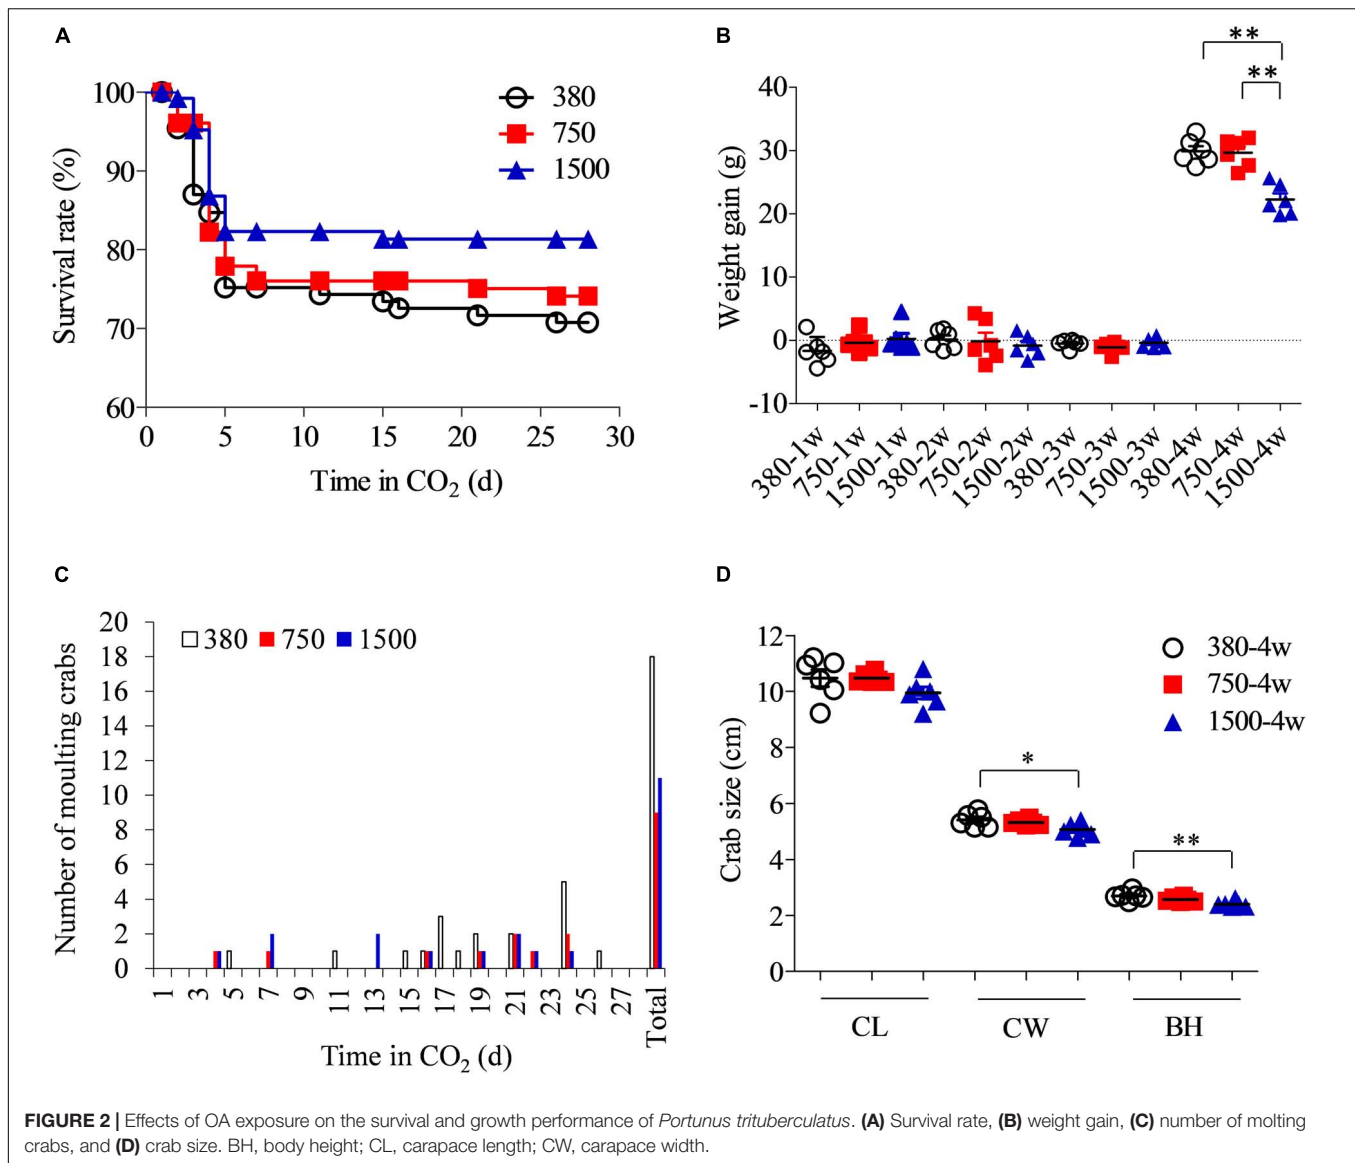 A
100
90
80
70
60
Survival rate (%)
0 5 10 15 20 25 30
Time in CO2 (d)
380
750
1500
B
**
**
40
30
20
10
0
-10
Weight gain (g)
380-1w
750-1w
1500-1w
380-2w
750-2w
1500-2w
380-3w
750-3w
1500-3w
380-4w
750-4w
1500-4w
C
20
18
16
14
12
10
8
6
4
2
0
Number of moulting crabs
380 750 1500
1 3 5 7 9 11 13 15 17 19 21 23 25 27 Total
Time in CO2 (d)
D
12
10
8
6
4
2
0
Crab size (cm)
380-4w
750-4w
1500-4w
*
**
CL CW BH
FIGURE 2 | Effects of OA exposure on the survival and growth performance of Portunus trituberculatus. (A) Survival rate, (B) weight gain, (C) number of molting
crabs, and (D) crab size. BH, body height; CL, carapace length; CW, carapace width.